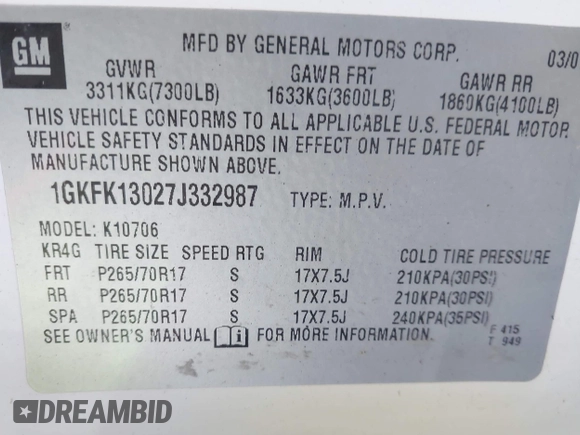 GM
MFD BY GENERAL MOTORS CORP. 03/0
GVWR GAWR FRT GAWR RR
3311KG(7300LB) 1633KG(3600LB) 1860KG(4100LB)
THIS VEHICLE CONFORMS TO ALL APPLICABLE U.S. FEDERAL MOTOR
VEHICLE SAFETY STANDARDS IN EFFECT ON THE DATE OF
MANUFACTURE SHOWN ABOVE.
1GKFK13027J332987 TYPE: M.P.V.
MODEL: K10706
KR4G TIRE SIZE SPEED RTG RIM COLD TIRE PRESSURE
FRT P265/70R17 S 17X7.5J 210KPA(30PSI)
RR P265/70R17 S 17X7.5J 210KPA(30PSI)
SPA P265/70R17 S 17X7.5J 240KPA(35PSI)
SEE OWNER'S MANUAL i FOR MORE INFORMATION. F 415
T 949
DREAMBID